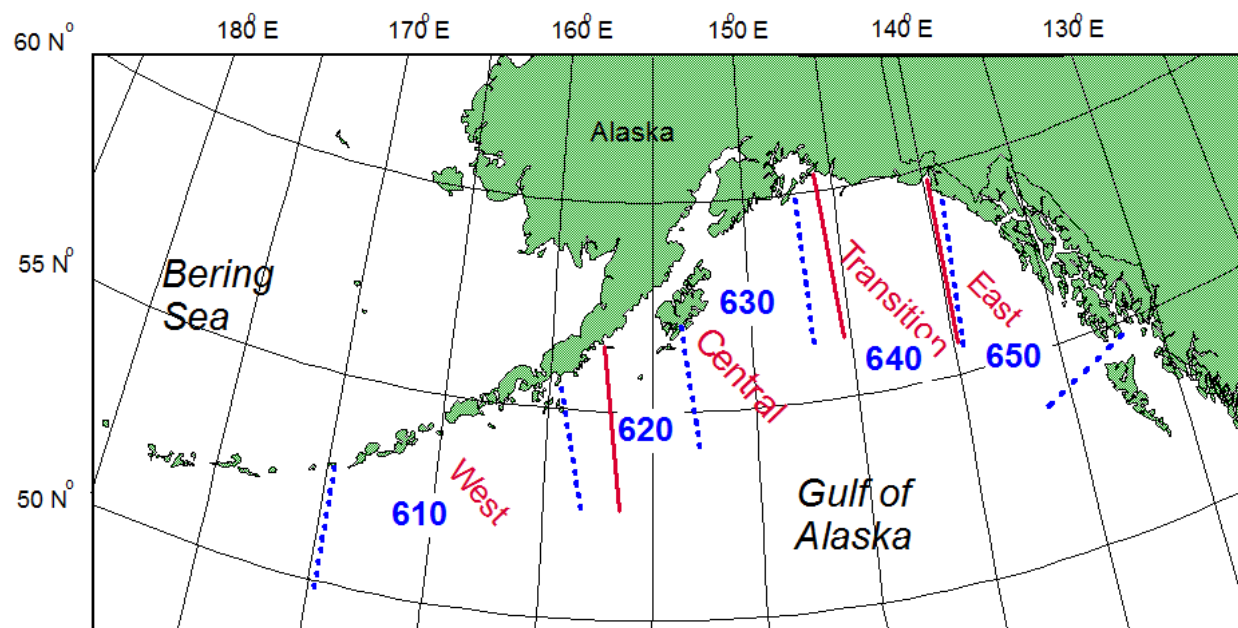 180 E° 170 E° 160 E° 150 E° 140 E° 130 E°
60 N°
Alaska
55 N°
Bering
Sea
630
Transition
East
640
650
Central
620
West
610
50 N°
Gulf of
Alaska